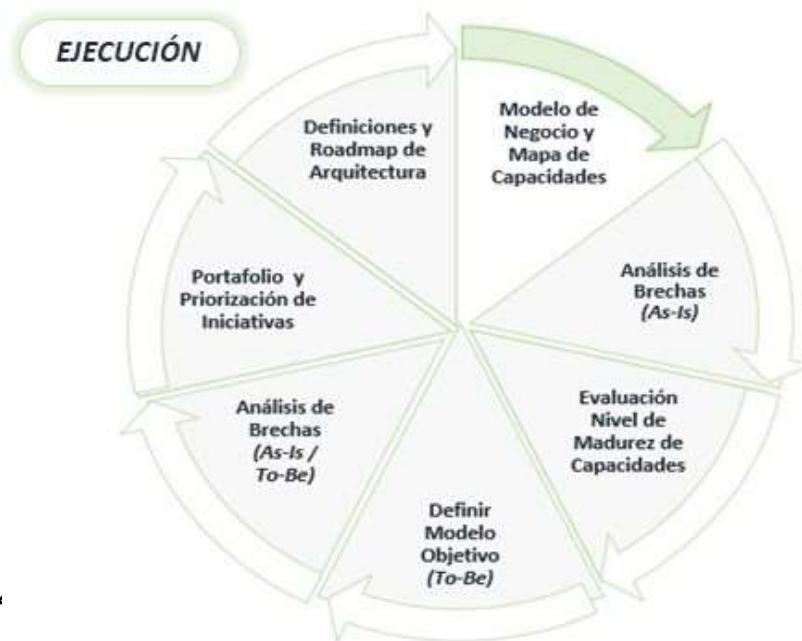 EJECUCIÓN
Modelo de
Negocio y
Mapa de
Capacidades
Análisis de
Brechas
(As-Is)
Evaluación
Nivel de
Madurez de
Capacidades
Definir
Modelo
Objetivo
(To-Be)
Análisis de
Brechas
(As-Is /
To-Be)
Portafolio y
Priorización de
Iniciativas
Definiciones y
Roadmap de
Arquitectura